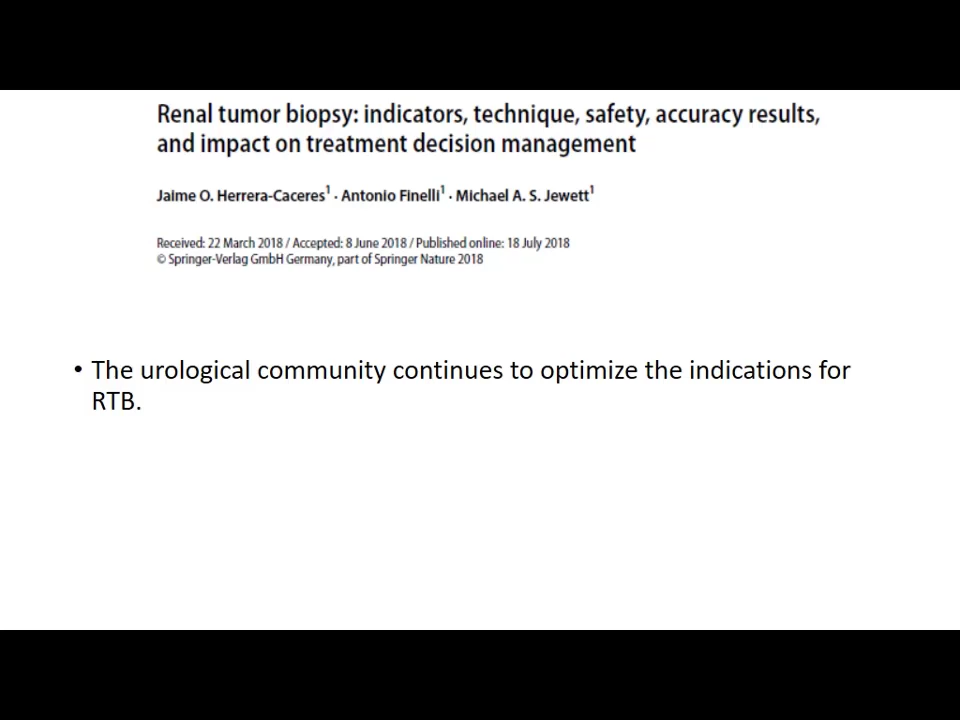 Renal tumor biopsy: indicators, technique, safety, accuracy results,
and impact on treatment decision management
Jaime O. Herrera-Caceres¹ · Antonio Finelli¹ · Michael A. S. Jewett¹
Received: 22 March 2018 / Accepted: 8 June 2018 / Published online: 18 July 2018
© Springer-Verlag GmbH Germany, part of Springer Nature 2018
• The urological community continues to optimize the indications for
RTB.